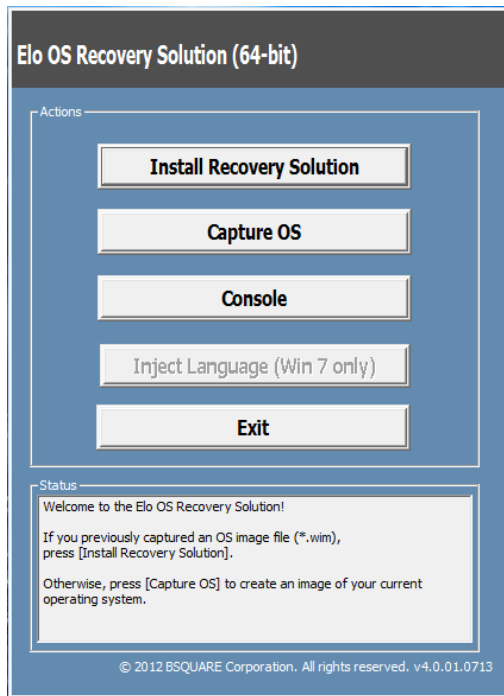 Elo OS Recovery Solution (64-bit)
Actions
Install Recovery Solution
Capture OS
Console
Inject Language (Win 7 only)
Exit
Status
Welcome to the Elo OS Recovery Solution!
If you previously captured an OS image file (*.wim),
press [Install Recovery Solution].
Otherwise, press [Capture OS] to create an image of your current
operating system.
© 2012 BSQUARE Corporation. All rights reserved. v4.0.01.0713